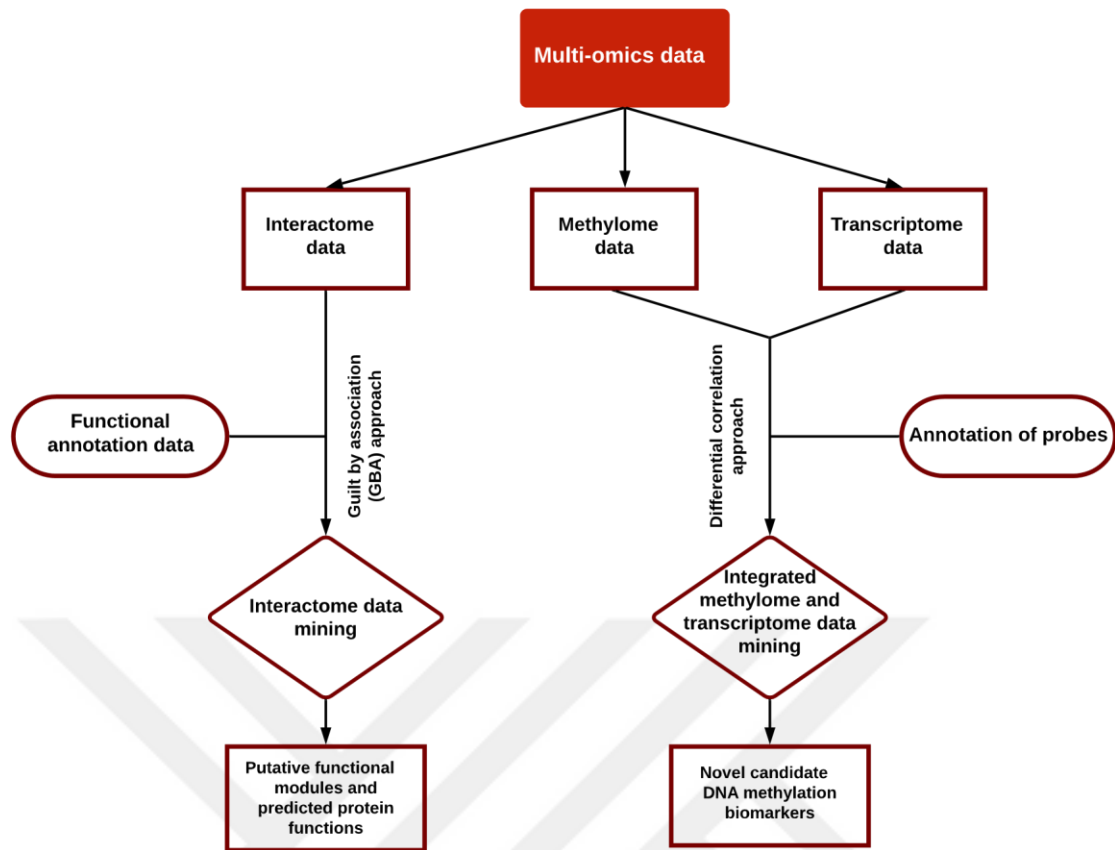 Multi-omics data
Interactome
data
Methylome
data
Transcriptome
data
Functional
annotation data
Guilt by association
(GBA) approach
Differential correlation
approach
Annotation of probes
Interactome data
mining
Integrated
methylome and
transcriptome data
mining
Putative functional
modules and
predicted protein
functions
Novel candidate
DNA methylation
biomarkers